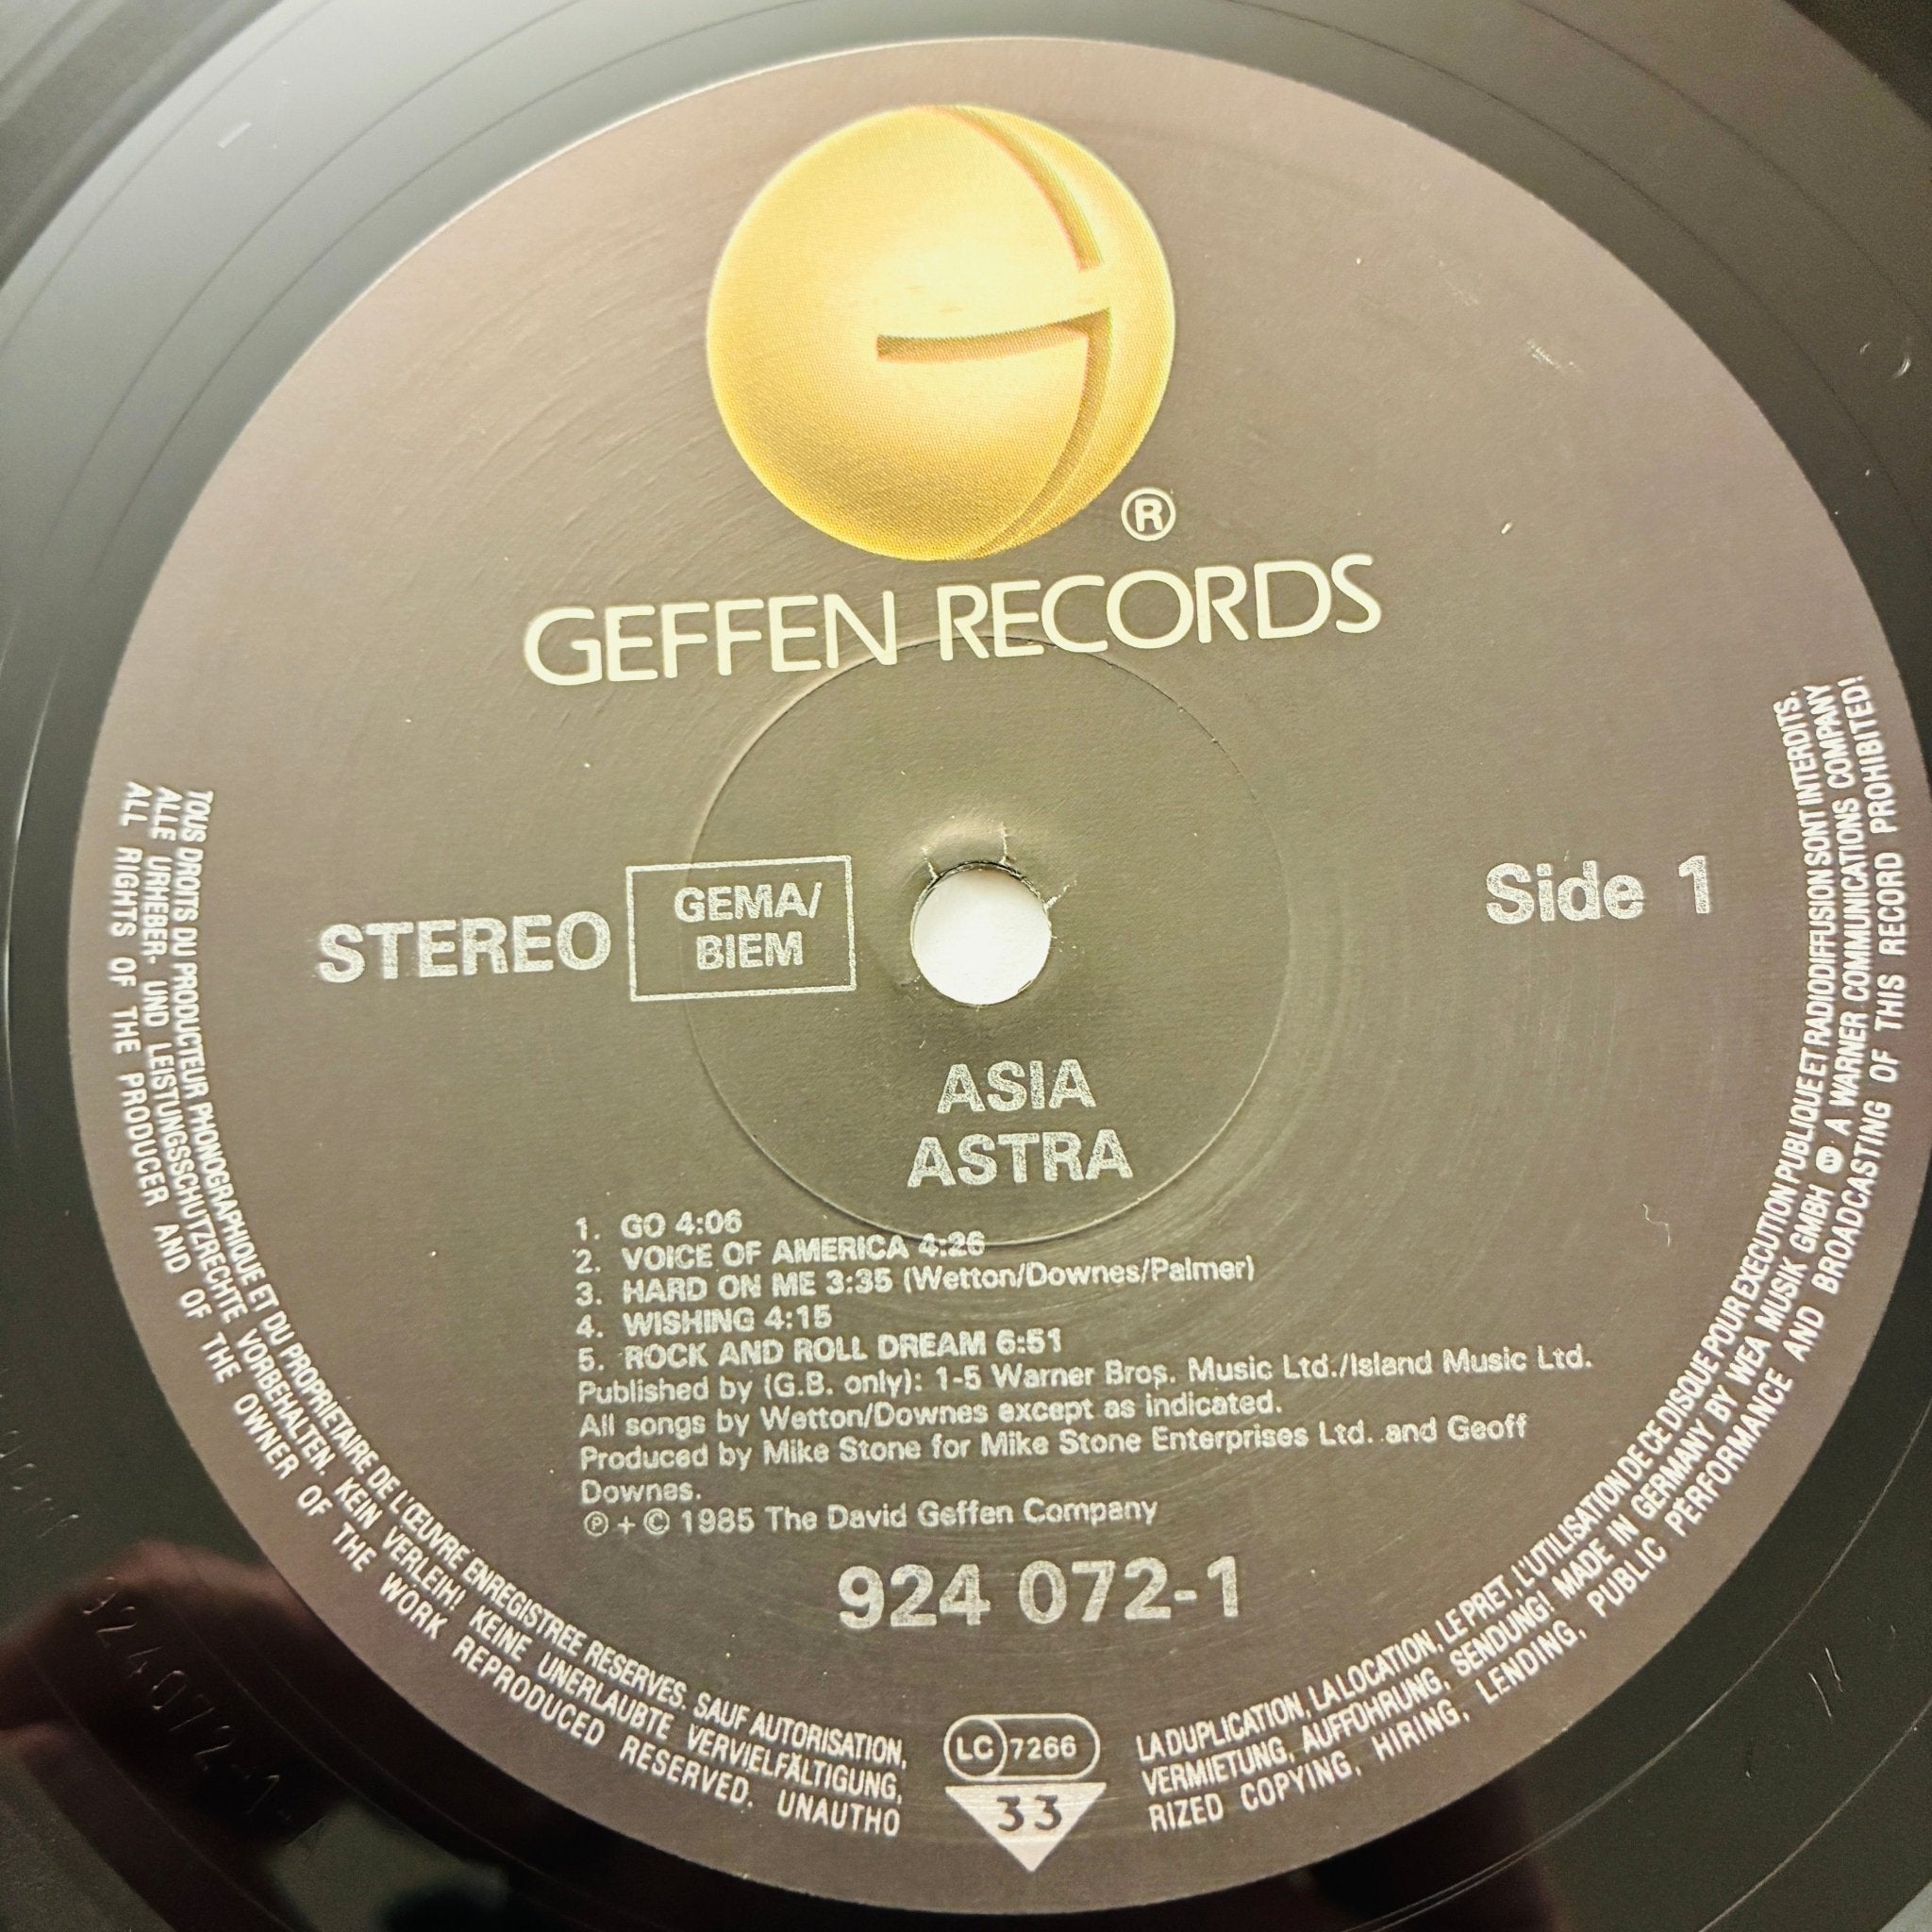 ®
GEFFEN RECORDS
STEREO
GEMA/
BIEM
Side 1
ASIA
ASTRA
1. GO 4:06
2. VOICE OF AMERICA 4:26
3. HARD ON ME 3:35 (Wetton/Downes/Palmer)
4. WISHING 4:15
5. ROCK AND ROLL DREAM 6:51
Published by (G.B. only): 1-5 Warner Bros. Music Ltd./Island Music Ltd.
All songs by Wetton/Downes except as indicated.
Produced by Mike Stone for Mike Stone Enterprises Ltd. and Geoff
Downes.
℗ + © 1985 The David Geffen Company
924 072-1
LC 7266
33
TOUS DROITS DU PRODUCTEUR PHONOGRAPHIQUE ET DU PROPRIETAIRE DE L'ŒUVRE ENREGISTREE RESERVES. SAUF AUTORISATION, LA DUPLICATION, LA LOCATION, LE PRET, L'UTILISATION DE CE DISQUE POUR EXECUTION PUBLIQUE ET RADIODIFFUSION SONT INTERDITS.
ALLE URHEBER- UND LEISTUNGSSCHUTZRECHTE VORBEHALTEN. KEIN VERLEIH! KEINE UNERLAUBTE VERVIELFÄLTIGUNG, VERMIETUNG, AUFFÜHRUNG, SENDUNG! MADE IN GERMANY BY WEA MUSIK GMBH A WARNER COMMUNICATIONS COMPANY
ALL RIGHTS OF THE PRODUCER AND OF THE OWNER OF THE WORK REPRODUCED RESERVED. UNAUTHORIZED COPYING, HIRING, LENDING, PUBLIC PERFORMANCE AND BROADCASTING OF THIS RECORD PROHIBITED!
924072-1